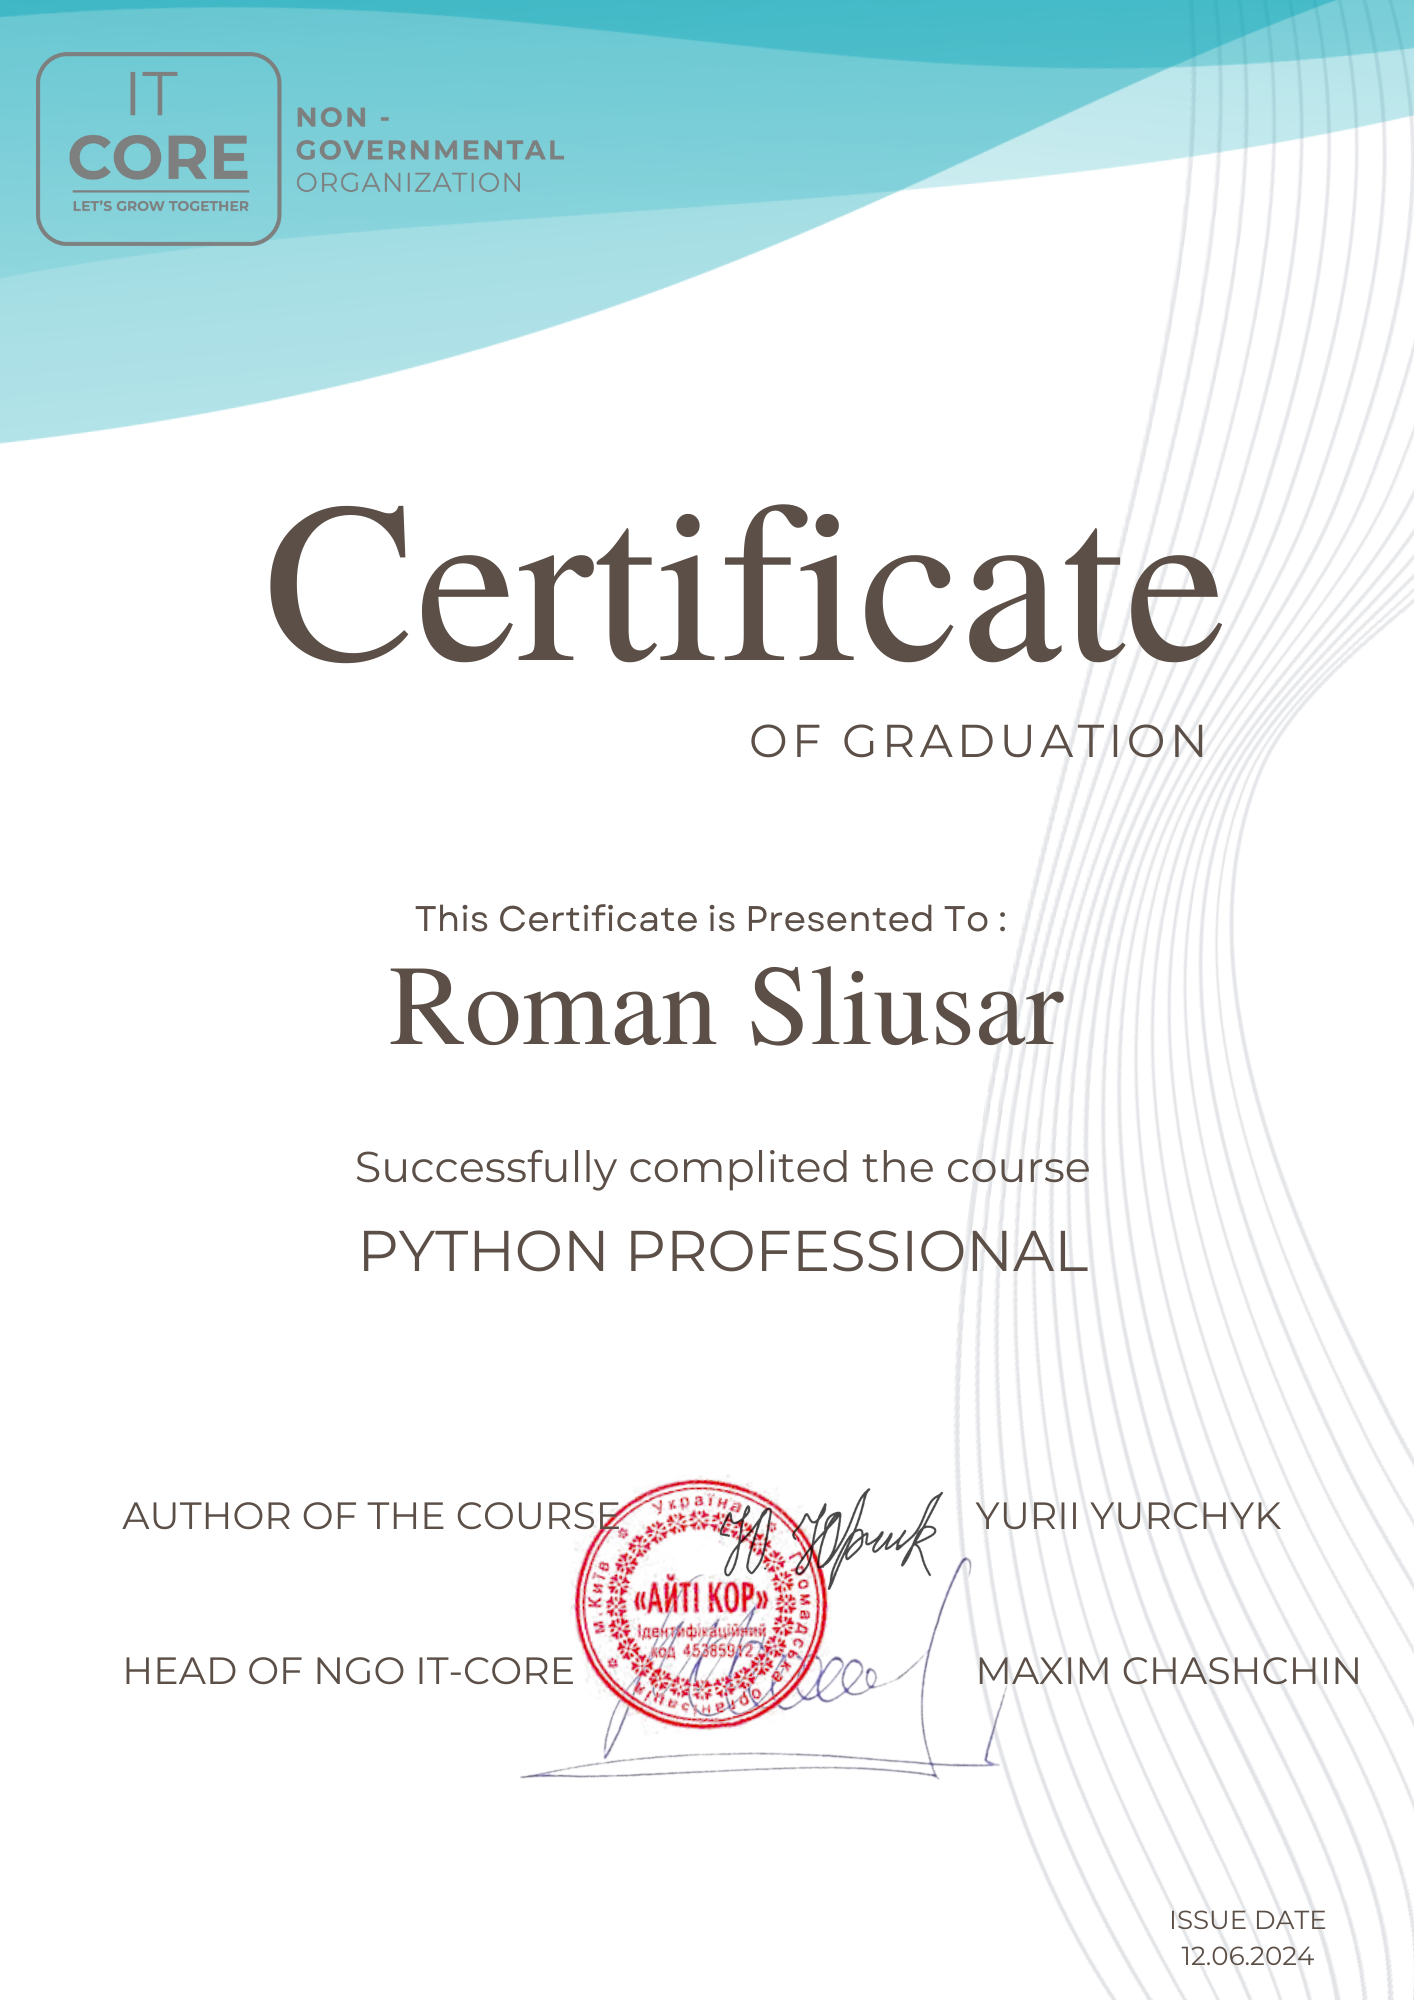 IT
CORE
LET'S GROW TOGETHER
NON -
GOVERNMENTAL
ORGANIZATION
Certificate
OF GRADUATION
This Certificate is Presented To :
Roman Sliusar
Successfully complited the course
PYTHON PROFESSIONAL
AUTHOR OF THE COURSE
YURII YURCHYK
Україна
Громадська організація
м.Київ
«АЙТІ КОР»
Ідентифікаційний
код 45385912
HEAD OF NGO IT-CORE
MAXIM CHASHCHIN
ISSUE DATE
12.06.2024